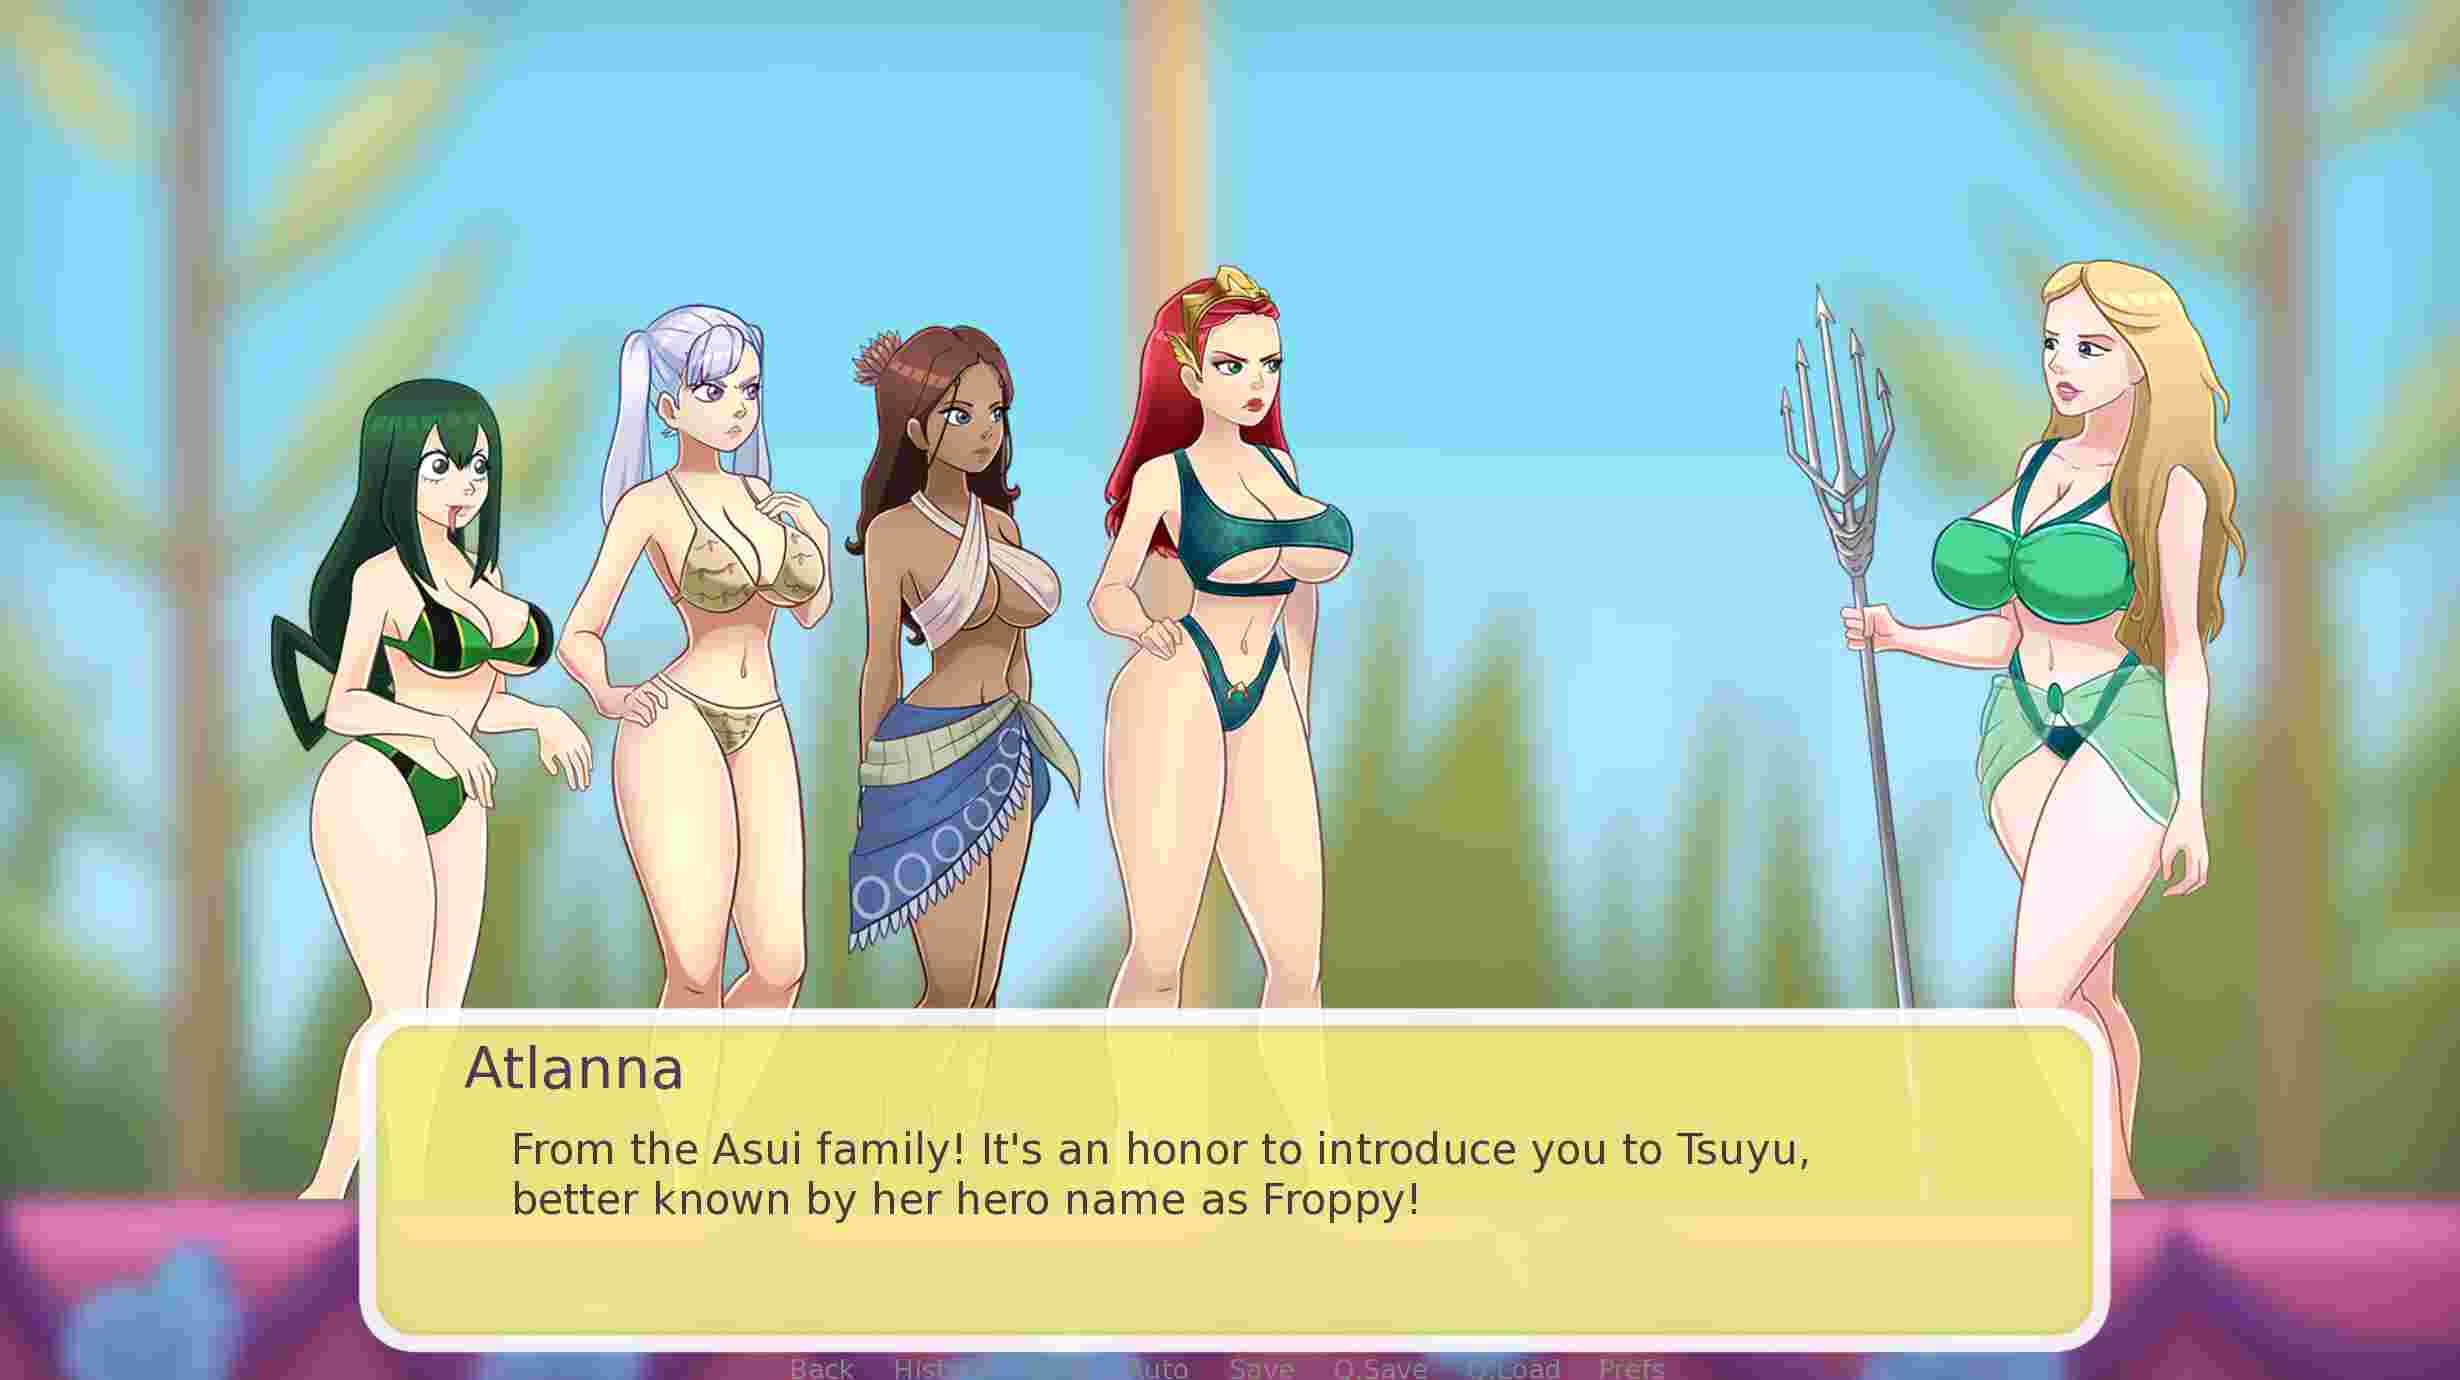 Atlanna
From the Asui family! It's an honor to introduce you to Tsuyu,
better known by her hero name as Froppy!
Back Auto Save Q.Save Q.Load Prefs